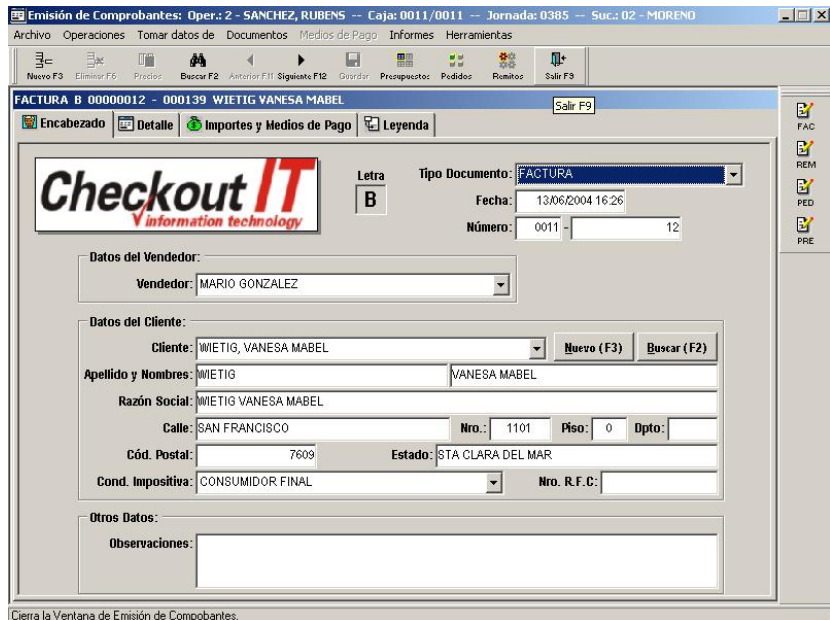 Emisión de Comprobantes: Oper.: 2 - SANCHEZ, RUBENS -- Caja: 0011/0011 -- Jornada: 0385 -- Suc.: 02 - MORENO
Archivo Operaciones Tomar datos de Documentos Medios de Pago Informes Herramientas
Nuevo F3 Eliminar F6 Precios Buscar F2 Anterior F11 Siguiente F12 Guardar Presupuestos Pedidos Remitos Salir F9
FACTURA B 00000012 - 000139 WIETIG VANESA MABEL
Salir F9
Encabezado Detalle Importes y Medios de Pago Leyenda
FAC
REM
PED
PRE
Checkout IT
information technology
Letra
B
Tipo Documento: FACTURA
Fecha: 13/06/2004 16:26
Número: 0011 - 12
Datos del Vendedor:
Vendedor: MARIO GONZALEZ
Datos del Cliente:
Cliente: WIETIG, VANESA MABEL Nuevo (F3) Buscar (F2)
Apellido y Nombres: WIETIG VANESA MABEL
Razón Social: WIETIG VANESA MABEL
Calle: SAN FRANCISCO Nro.: 1101 Piso: 0 Dpto:
Cód. Postal: 7609 Estado: STA CLARA DEL MAR
Cond. Impositiva: CONSUMIDOR FINAL Nro. R.F.C:
Otros Datos:
Observaciones:
Cierra la Ventana de Emisión de Compobantes.